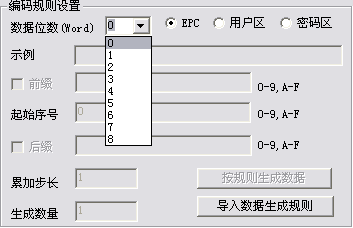 编码规则设置
数据位数(Word) 0 EPC 用户区 密码区
0
1
2
3
4
5
6
7
8
示例
前缀 0-9,A-F
起始序号 0 0-9,A-F
后缀 0-9,A-F
累加步长 1 按规则生成数据
生成数量 1 导入数据生成规则